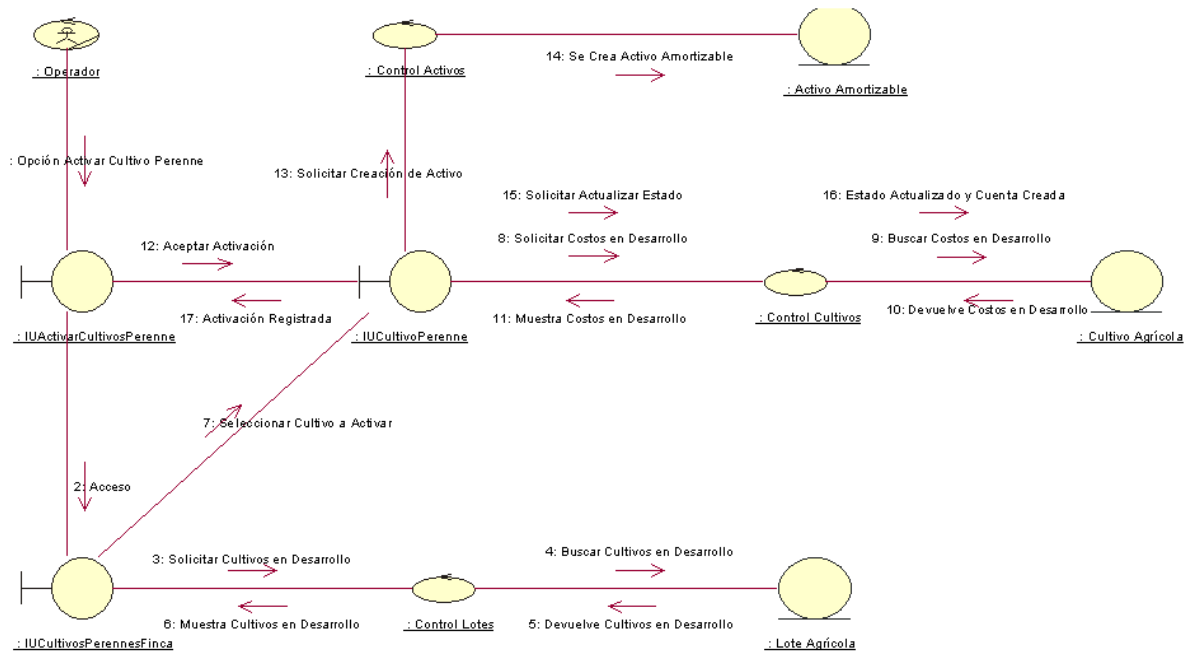 14: Se Crea Activo Amortizable
: Operador
: Control Activos
: Activo Amortizable
: Opción Activar Cultivo Perenne
13: Solicitar Creación de Activo
15: Solicitar Actualizar Estado
16: Estado Actualizado y Cuenta Creada
12: Aceptar Activación
8: Solicitar Costos en Desarrollo
9: Buscar Costos en Desarrollo
17: Activación Registrada
11: Muestra Costos en Desarrollo
: Control Cultivos
10: Devuelve Costos en Desarrollo
: IUActivarCultivosPerenne
: IUCultivoPerenne
: Cultivo Agrícola
7: Seleccionar Cultivo a Activar
2: Acceso
3: Solicitar Cultivos en Desarrollo
4: Buscar Cultivos en Desarrollo
6: Muestra Cultivos en Desarrollo
: Control Lotes
5: Devuelve Cultivos en Desarrollo
: IUCultivosPerennesFinca
: Lote Agrícola